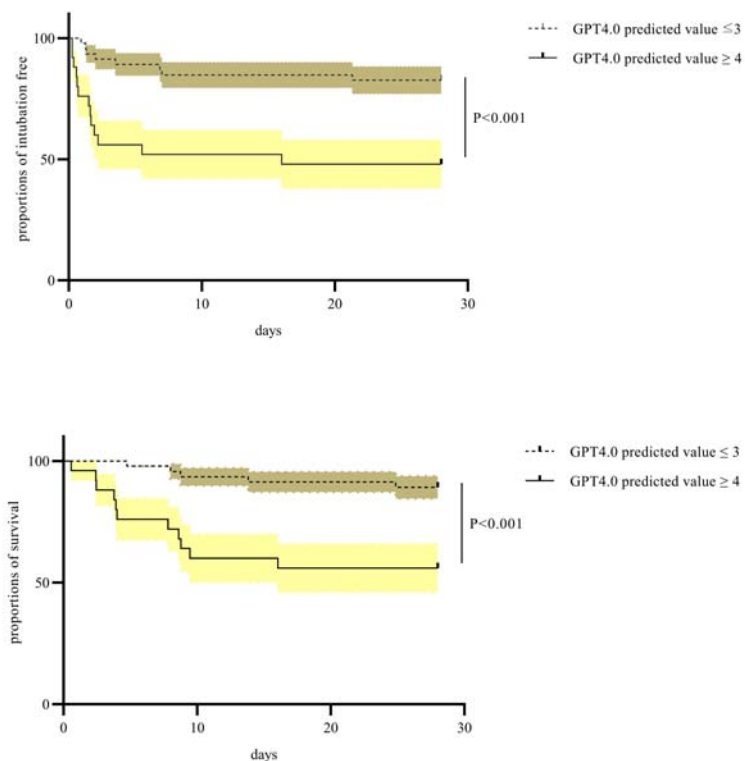 GPT4.0 predicted value ≤3
GPT4.0 predicted value ≥ 4
100
50
0
proportions of intubation free
P<0.001
0 10 20 30
days
GPT4.0 predicted value ≤ 3
GPT4.0 predicted value ≥ 4
100
50
0
proportions of survival
P<0.001
0 10 20 30
days